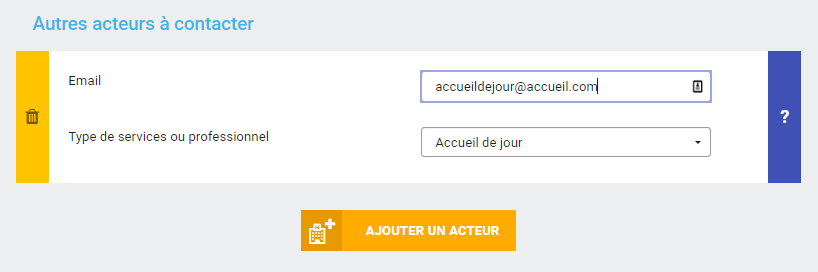 Autres acteurs à contacter
Email
accueildejour@accueil.com
Type de services ou professionnel
Accueil de jour
?
AJOUTER UN ACTEUR